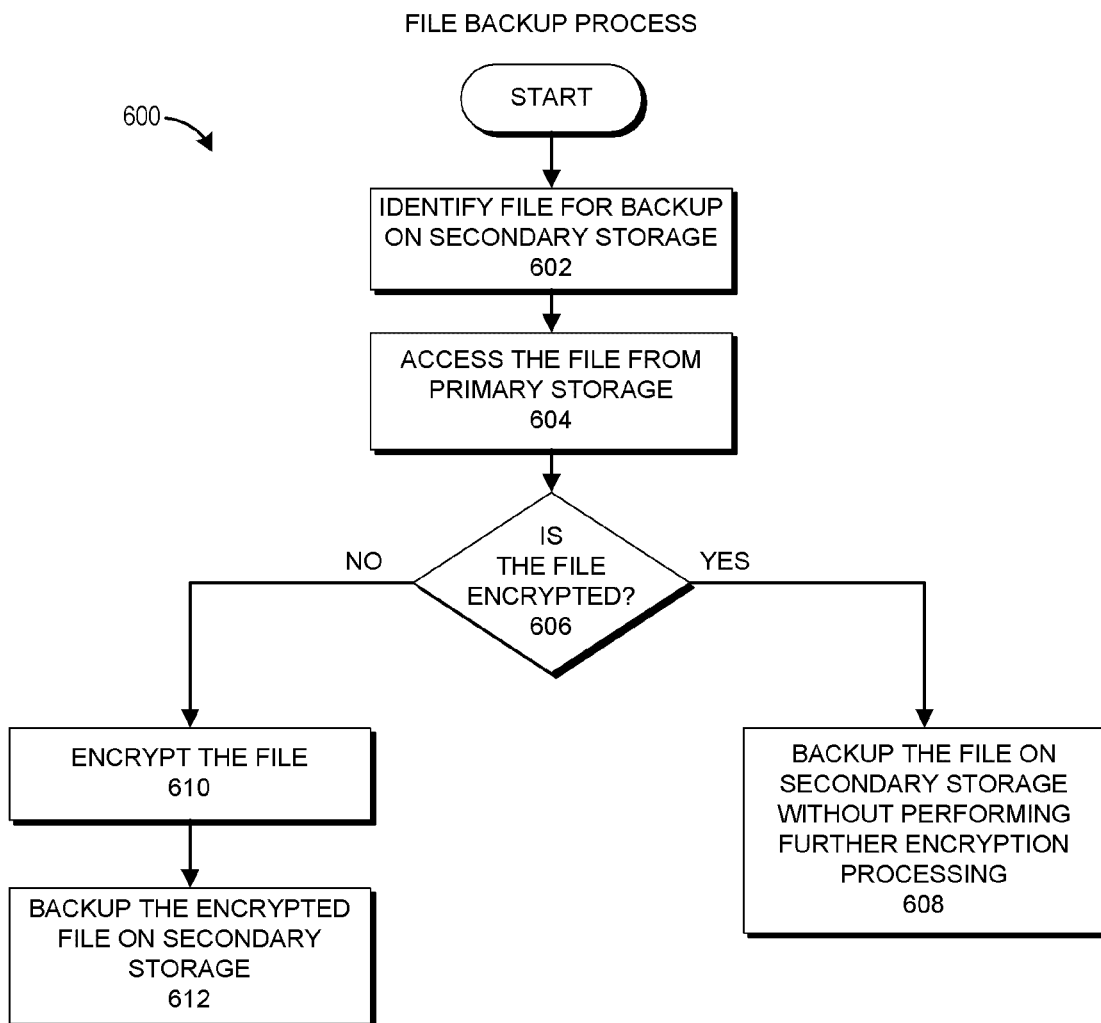 FILE BACKUP PROCESS
START
600
IDENTIFY FILE FOR BACKUP
ON SECONDARY STORAGE
602
ACCESS THE FILE FROM
PRIMARY STORAGE
604
IS
THE FILE
ENCRYPTED?
606
NO
YES
ENCRYPT THE FILE
610
BACKUP THE ENCRYPTED
FILE ON SECONDARY
STORAGE
612
BACKUP THE FILE ON
SECONDARY STORAGE
WITHOUT PERFORMING
FURTHER ENCRYPTION
PROCESSING
608